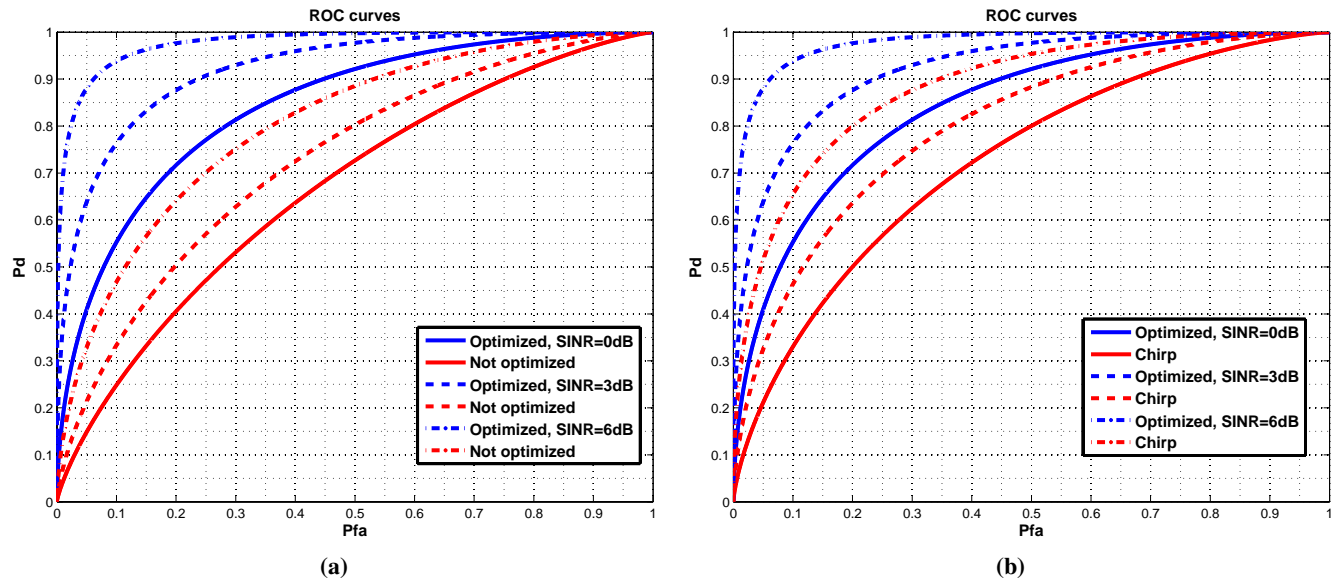 ROC curves
1
0.9
0.8
0.7
0.6
0.5
0.4
0.3
0.2
0.1
0
Pd
Optimized, SINR=0dB
Not optimized
Optimized, SINR=3dB
Not optimized
Optimized, SINR=6dB
Not optimized
0 0.1 0.2 0.3 0.4 0.5 0.6 0.7 0.8 0.9 1
Pfa
(a)
ROC curves
1
0.9
0.8
0.7
0.6
0.5
0.4
0.3
0.2
0.1
0
Pd
Optimized, SINR=0dB
Chirp
Optimized, SINR=3dB
Chirp
Optimized, SINR=6dB
Chirp
0 0.1 0.2 0.3 0.4 0.5 0.6 0.7 0.8 0.9 1
Pfa
(b)